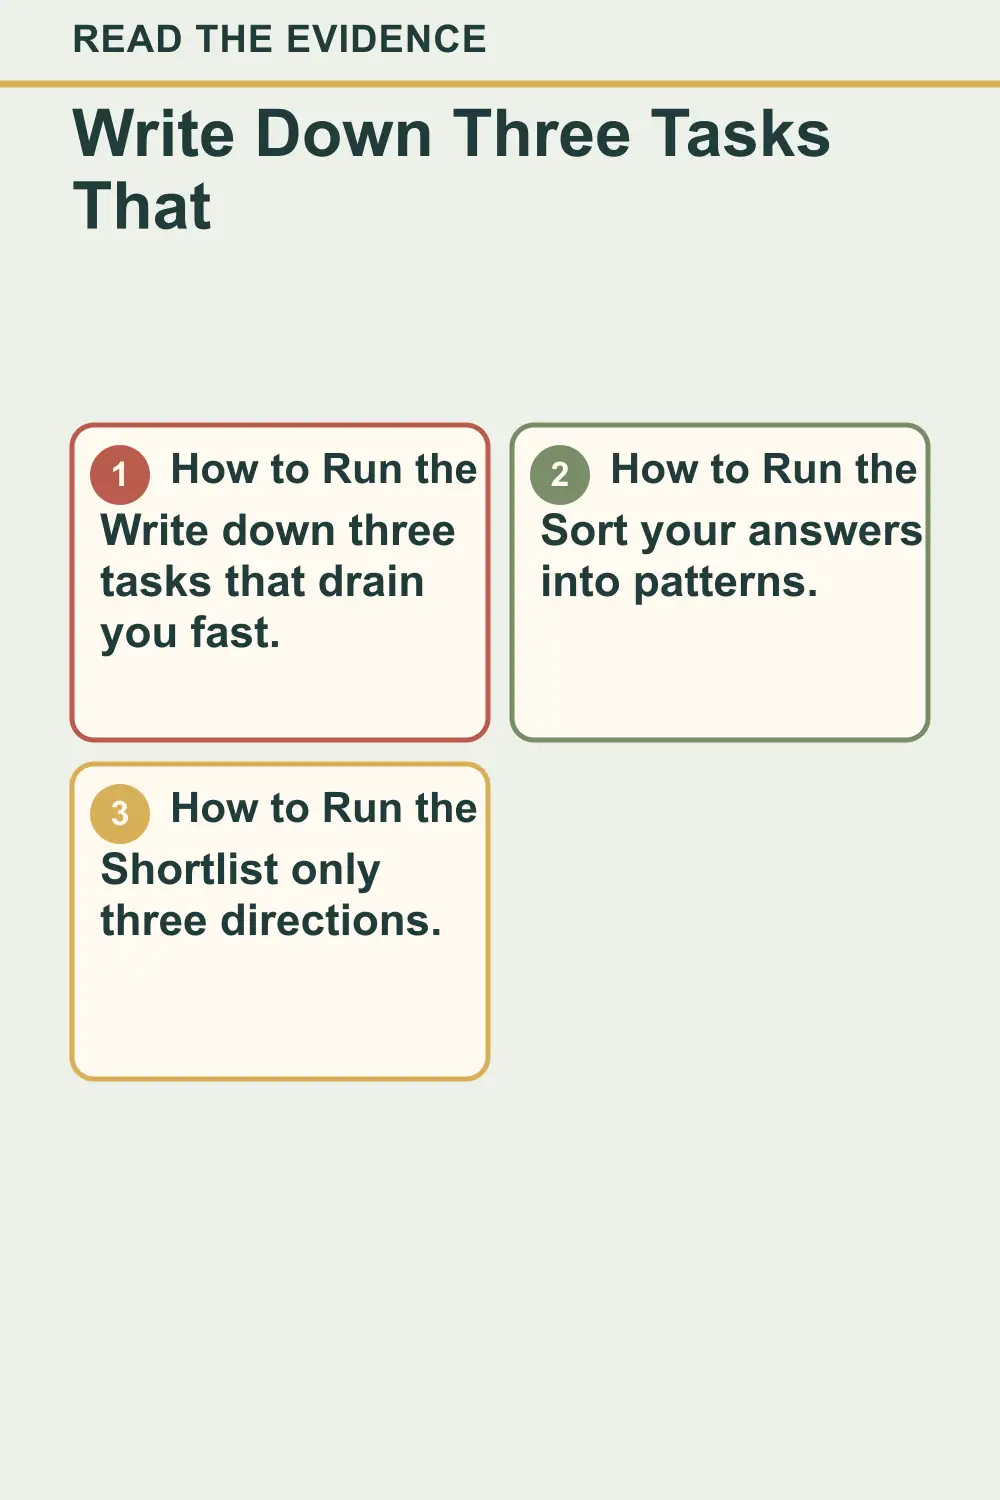 READ THE EVIDENCE
Write Down Three Tasks
That
1 How to Run the
Write down three
tasks that drain
you fast.
2 How to Run the
Sort your answers
into patterns.
3 How to Run the
Shortlist only
three directions.